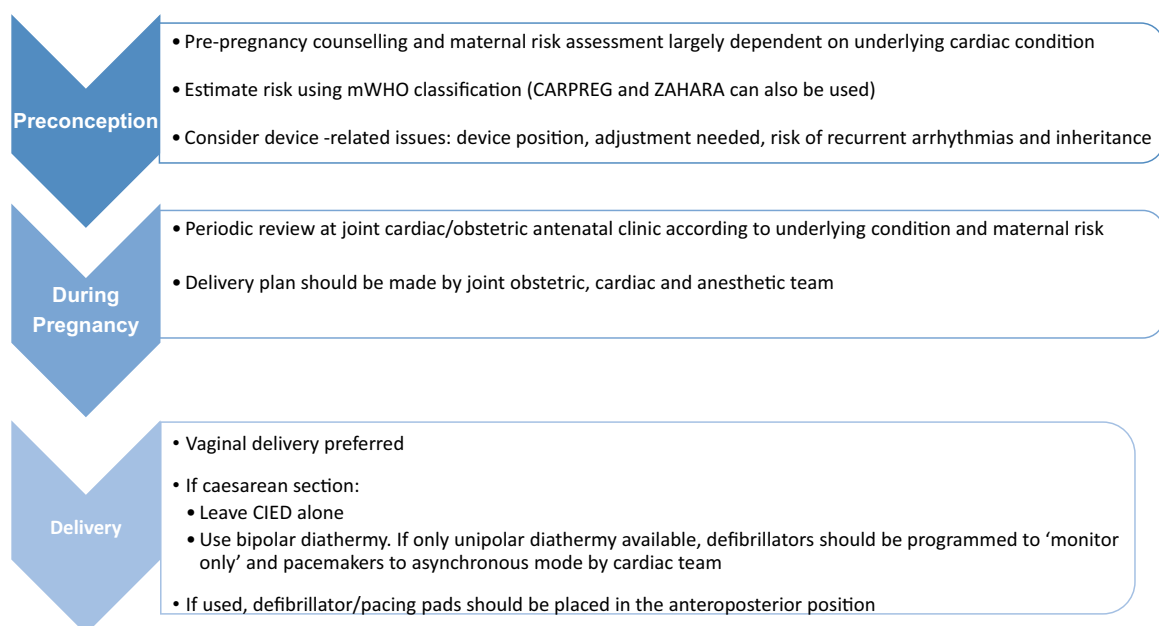 Preconception
• Pre-pregnancy counselling and maternal risk assessment largely dependent on underlying cardiac condition
• Estimate risk using mWHO classification (CARPREG and ZAHARA can also be used)
• Consider device -related issues: device position, adjustment needed, risk of recurrent arrhythmias and inheritance
During
Pregnancy
• Periodic review at joint cardiac/obstetric antenatal clinic according to underlying condition and maternal risk
• Delivery plan should be made by joint obstetric, cardiac and anesthetic team
Delivery
• Vaginal delivery preferred
• If caesarean section:
• Leave CIED alone
• Use bipolar diathermy. If only unipolar diathermy available, defibrillators should be programmed to ‘monitor
only’ and pacemakers to asynchronous mode by cardiac team
• If used, defibrillator/pacing pads should be placed in the anteroposterior position